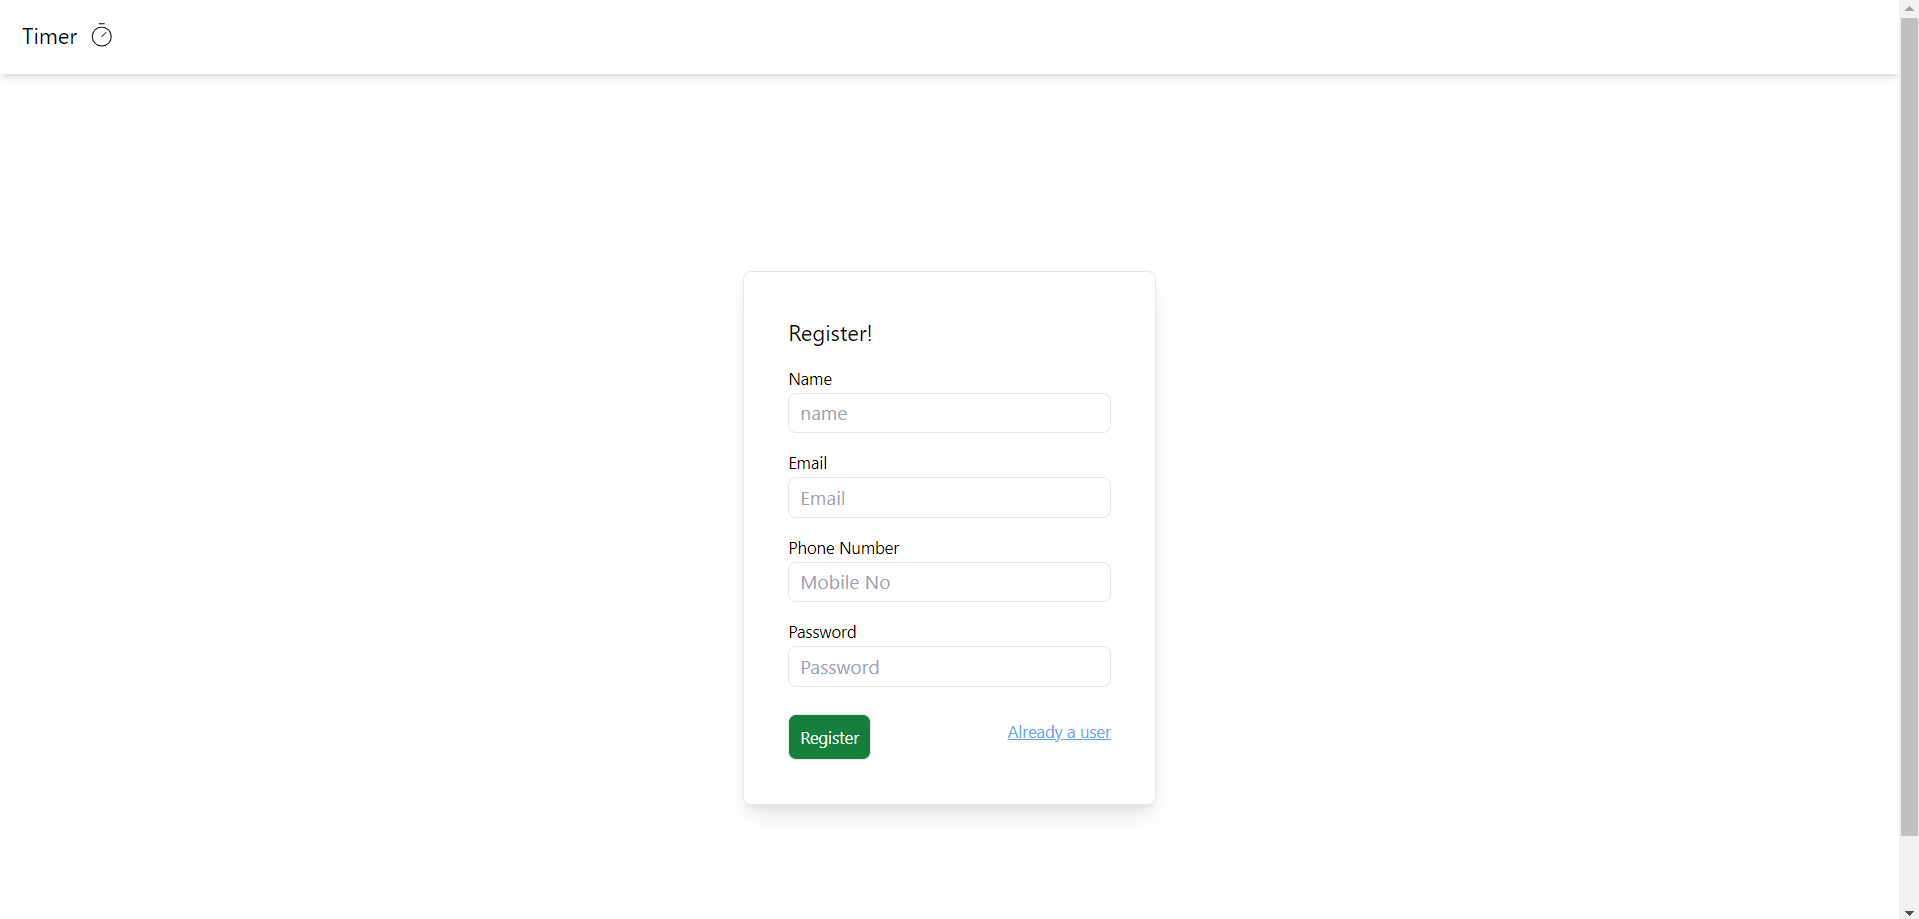 Timer
Register!
Name
name
Email
Email
Phone Number
Mobile No
Password
Password
Register
Already a user